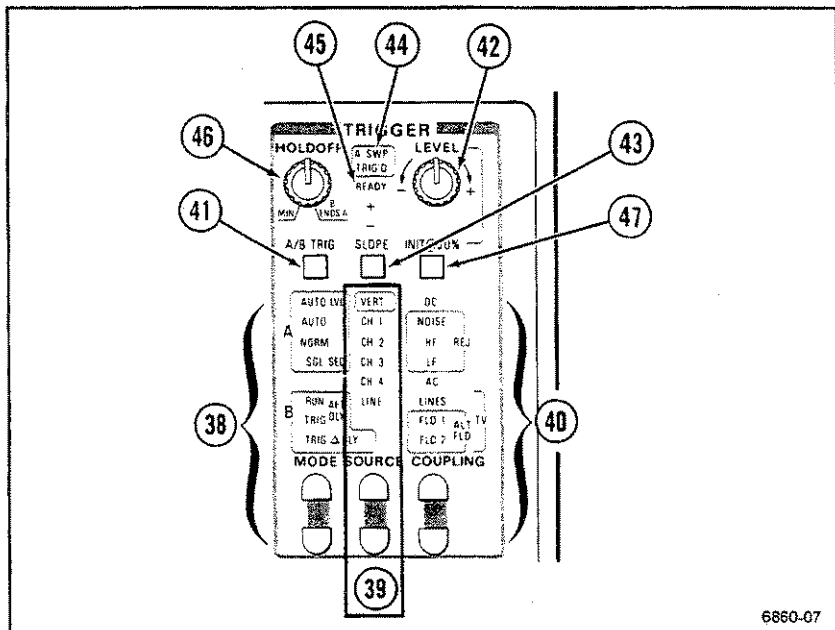 45
44
42
TRIGGER
46
HOLDOFF
A SWP
TRIG'D
LEVEL
43
READY
−
+
MIN
B
ENDS A
+
−
41
A/B TRIG
SLOPE
INIT@50%
47
AUTO LVL
VERT
DC
A
AUTO
CH 1
NOISE
NORM
CH 2
HF
REJ
SGL SEQ
CH 3
LF
CH 4
AC
B
RUN
AFT
DLY
LINE
LINES
TRIG
FLD 1
ALT
FLD
TV
38
40
TRIG Δ DLY
FLD 2
MODE SOURCE COUPLING
39
6860-07